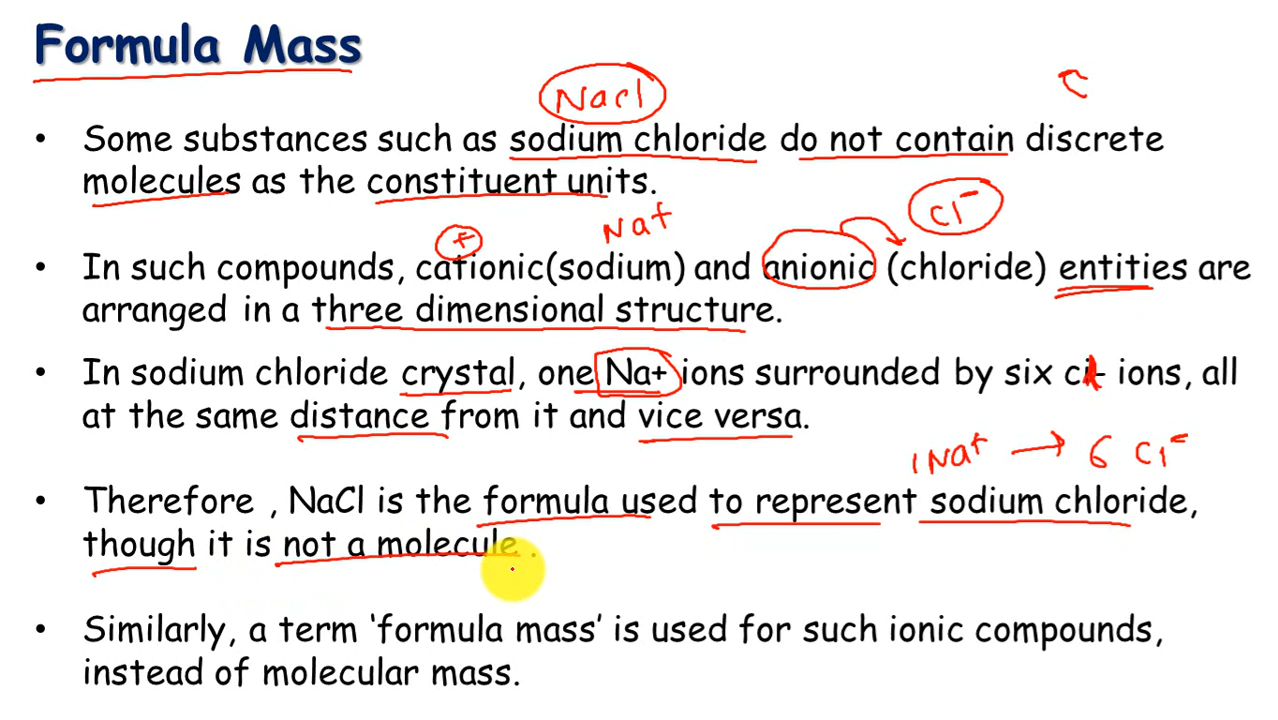 Formula Mass
Nacl
• Some substances such as sodium chloride do not contain discrete
molecules as the constituent units.
+ Na+ Cl-
• In such compounds, cationic(sodium) and anionic (chloride) entities are
arranged in a three dimensional structure.
• In sodium chloride crystal, one Na+ ions surrounded by six cl- ions, all
at the same distance from it and vice versa.
1Na+ → 6 Cl-
• Therefore , NaCl is the formula used to represent sodium chloride,
though it is not a molecule .
• Similarly, a term ‘formula mass’ is used for such ionic compounds,
instead of molecular mass.